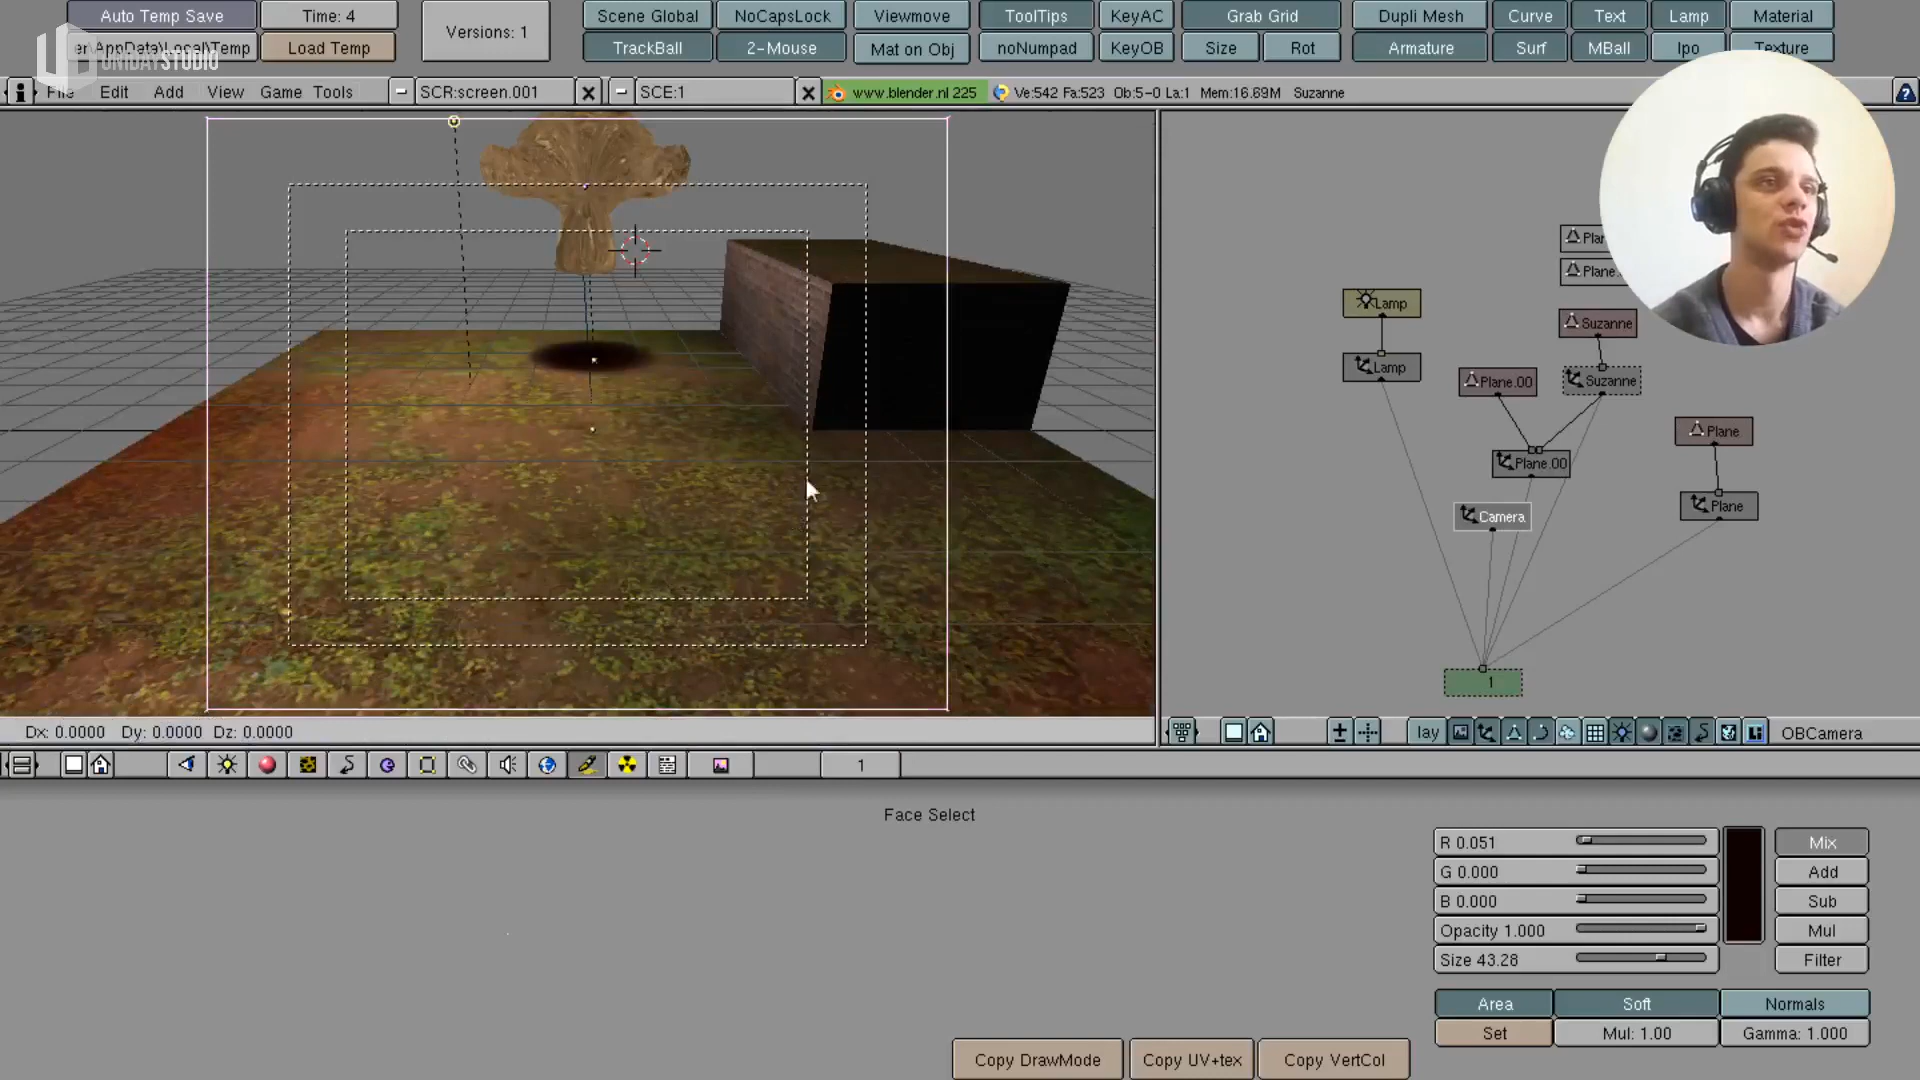 Auto Temp Save
Time: 4
Versions: 1
Scene Global
NoCapsLock
Viewmove
ToolTips
KeyAC
Grab Grid
Dupli Mesh
Curve
Text
Lamp
Material
er\AppData\Local\Temp
Load Temp
TrackBall
2-Mouse
Mat on Obj
noNumpad
KeyOB
Size
Rot
Armature
Surf
MBall
Ipo
Texture
UNIDAYSTUDIO
File
Edit
Add
View
Game
Tools
SCR:screen.001
SCE:1
www.blender.nl 225
Ve:542 Fa:523 Ob:5-0 La:1 Mem:16.69M Suzanne
Plane.
Lamp
Suzanne
Lamp
Plane.00
Suzanne
Plane
Plane.00
Plane
Camera
1
Dx: 0.0000 Dy: 0.0000 Dz: 0.0000
lay
OBCamera
1
Face Select
R 0.051
Mix
G 0.000
Add
B 0.000
Sub
Opacity 1.000
Mul
Size 43.28
Filter
Area
Soft
Normals
Set
Mul: 1.00
Gamma: 1.000
Copy DrawMode
Copy UV+tex
Copy VertCol